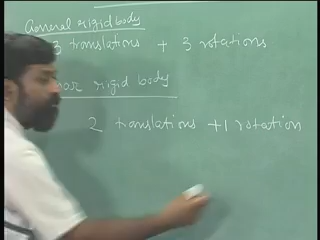 General rigid body
3 translations + 3 rotations
rigid body
2 translations + 1 rotation